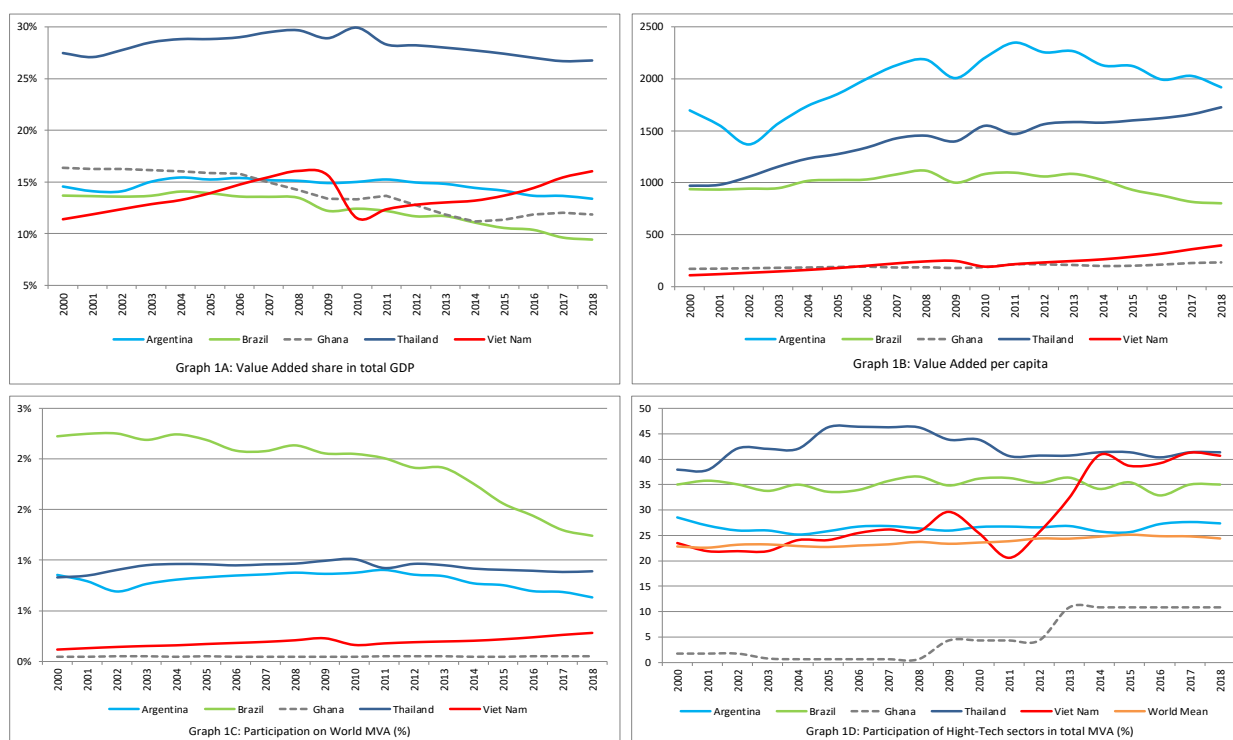 30%
25%
20%
15%
10%
5%
2000 2001 2002 2003 2004 2005 2006 2007 2008 2009 2010 2011 2012 2013 2014 2015 2016 2017 2018
Argentina Brazil Ghana Thailand Viet Nam
Graph 1A: Value Added share in total GDP
2500
2000
1500
1000
500
0
2000 2001 2002 2003 2004 2005 2006 2007 2008 2009 2010 2011 2012 2013 2014 2015 2016 2017 2018
Argentina Brazil Ghana Thailand Viet Nam
Graph 1B: Value Added per capita
3%
2%
2%
1%
1%
0%
2000 2001 2002 2003 2004 2005 2006 2007 2008 2009 2010 2011 2012 2013 2014 2015 2016 2017 2018
Argentina Brazil Ghana Thailand Viet Nam
Graph 1C: Participation on World MVA (%)
50
45
40
35
30
25
20
15
10
5
0
2000 2001 2002 2003 2004 2005 2006 2007 2008 2009 2010 2011 2012 2013 2014 2015 2016 2017 2018
Argentina Brazil Ghana Thailand Viet Nam World Mean
Graph 1D: Participation of Hight-Tech sectors in total MVA (%)